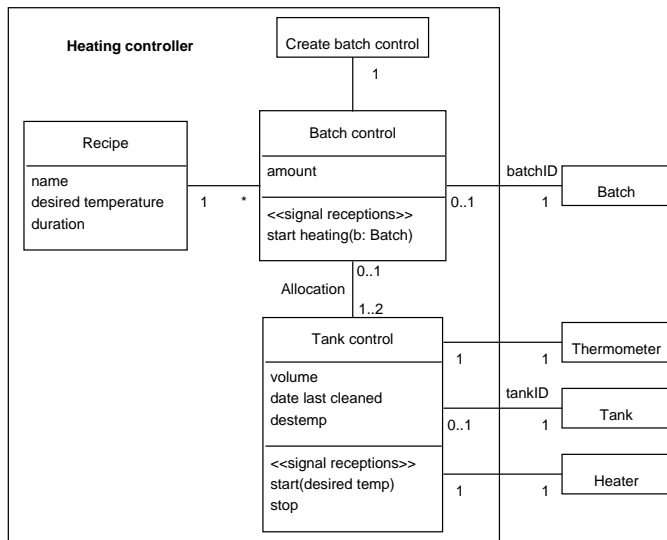 Heating controller
Create batch control
1
Recipe
name
desired temperature
duration
1
*
Batch control
amount
<<signal receptions>>
start heating(b: Batch)
batchID
0..1
1
Batch
0..1
Allocation
1..2
Tank control
volume
date last cleaned
destemp
<<signal receptions>>
start(desired temp)
stop
1
1
Thermometer
tankID
0..1
1
Tank
1
1
Heater